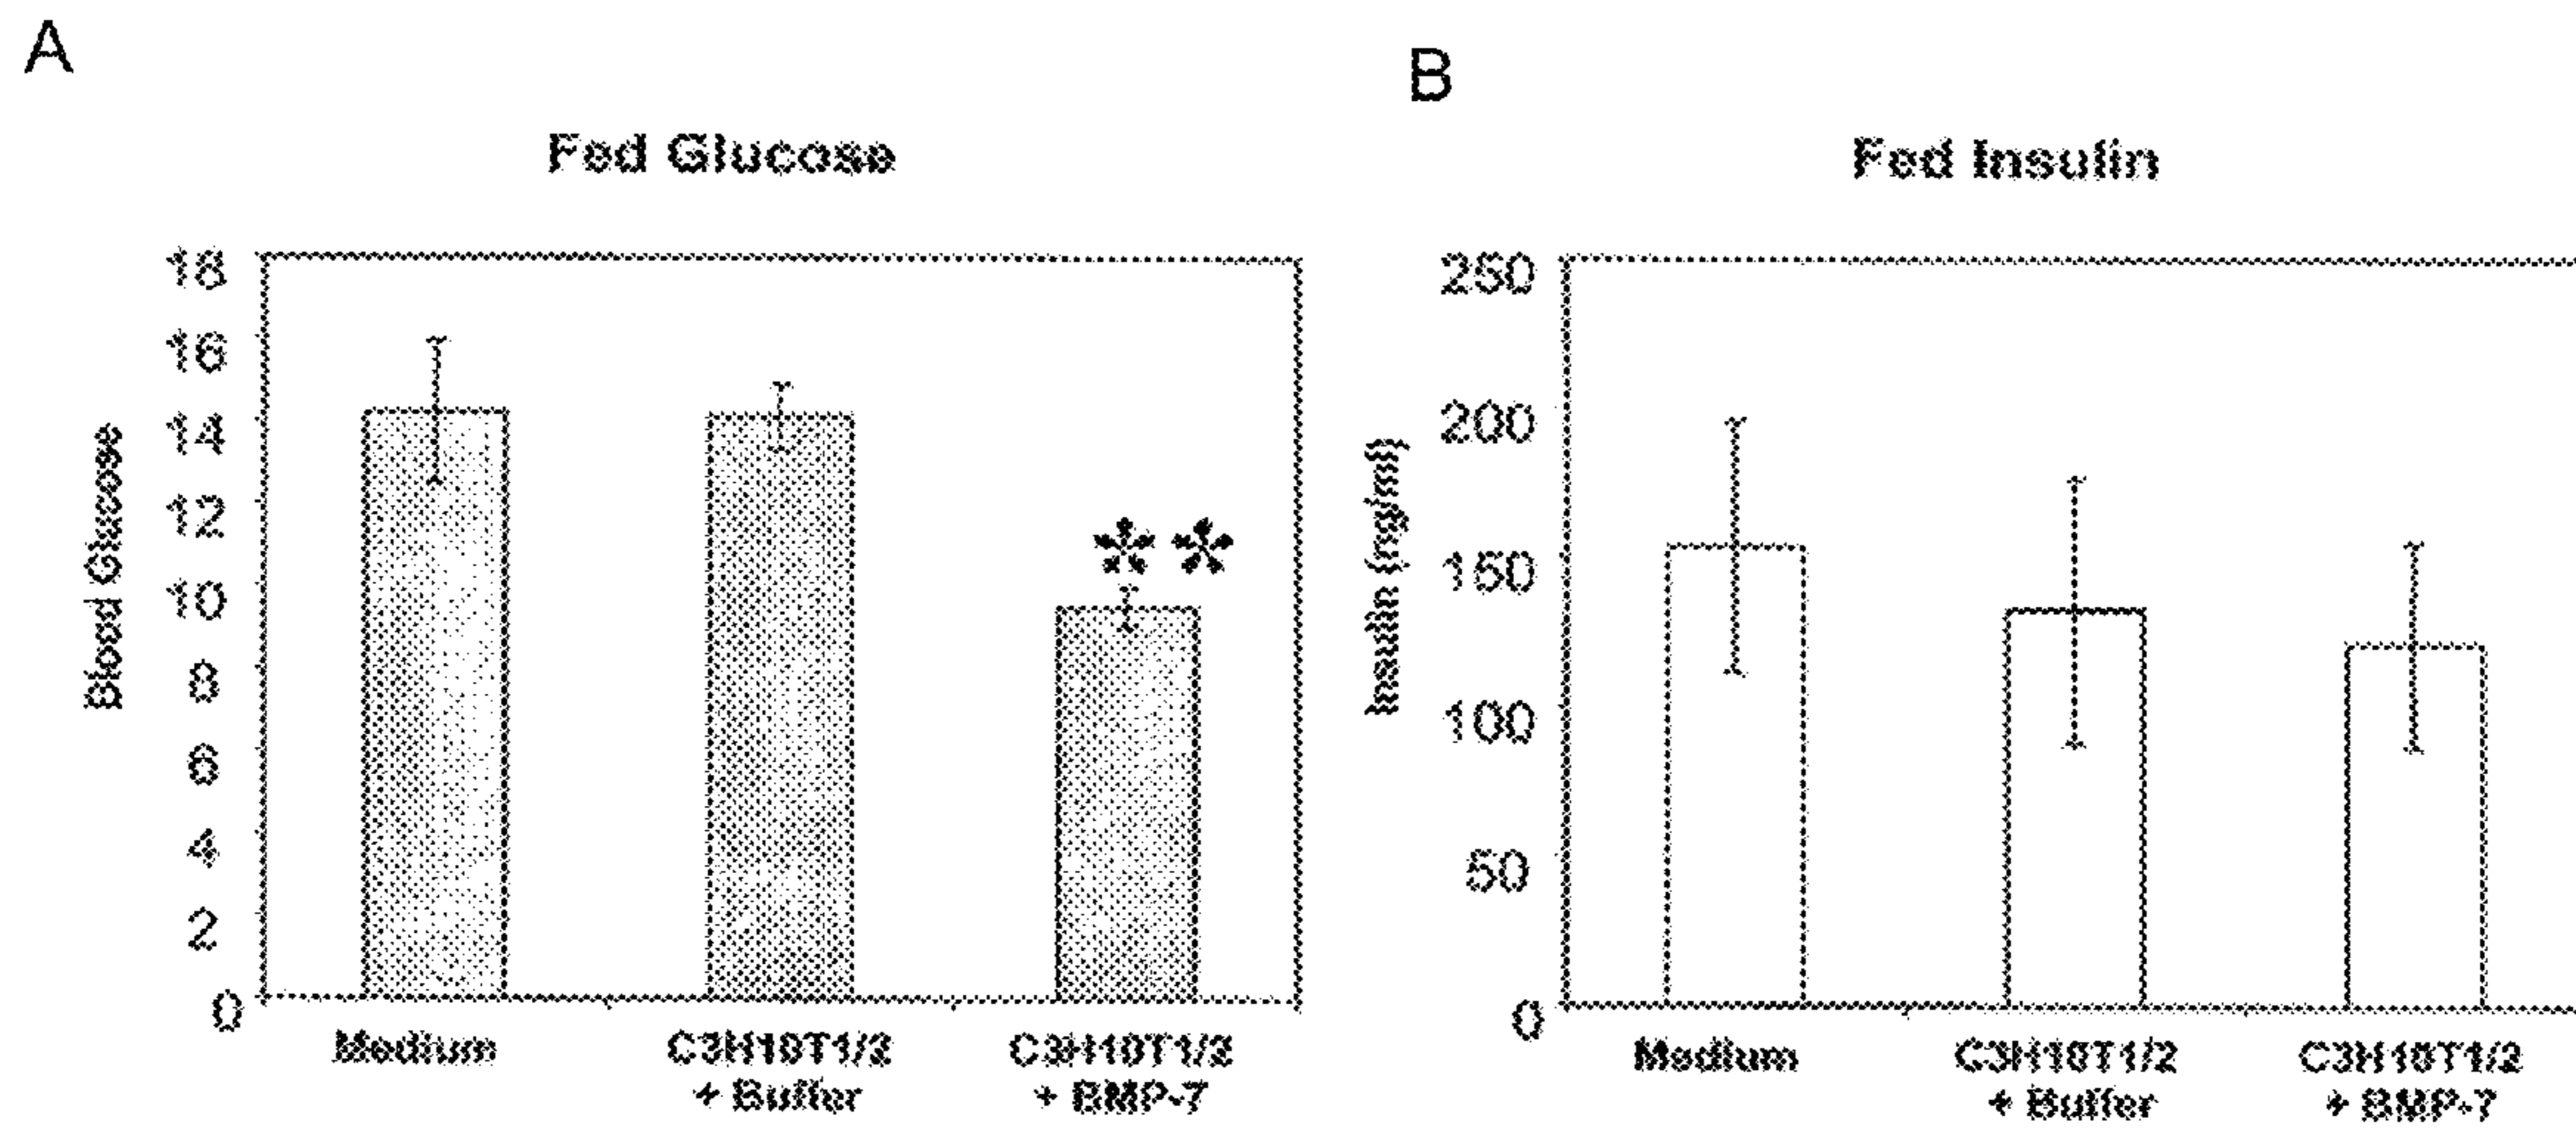 A
Fed Glucose
Blood Glucose
18
16
14
12
10
8
6
4
2
0
**
Medium
C3H10T1/2
+ Buffer
C3H10T1/2
+ BMP-7
B
Fed Insulin
Insulin (ng/ml)
250
200
150
100
50
0
Medium
C3H10T1/2
+ Buffer
C3H10T1/2
+ BMP-7